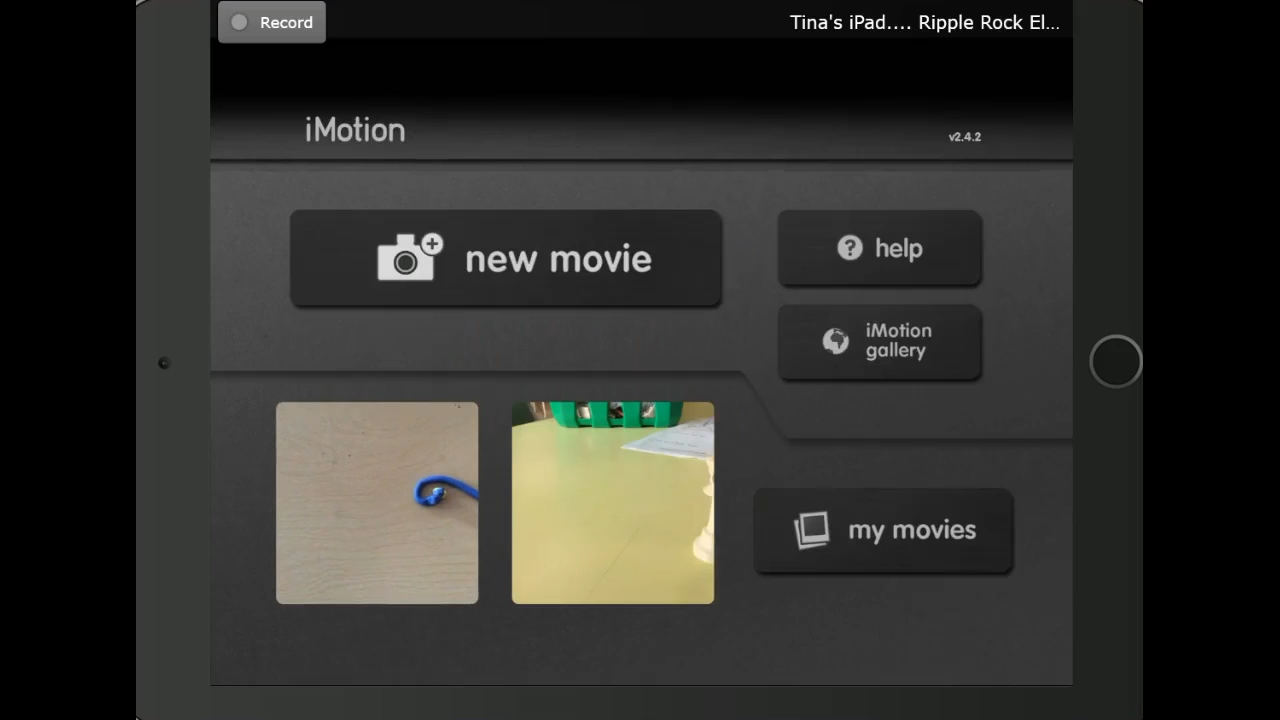 Record
Tina's iPad.... Ripple Rock El...
iMotion
v2.4.2
new movie
help
iMotion
gallery
my movies